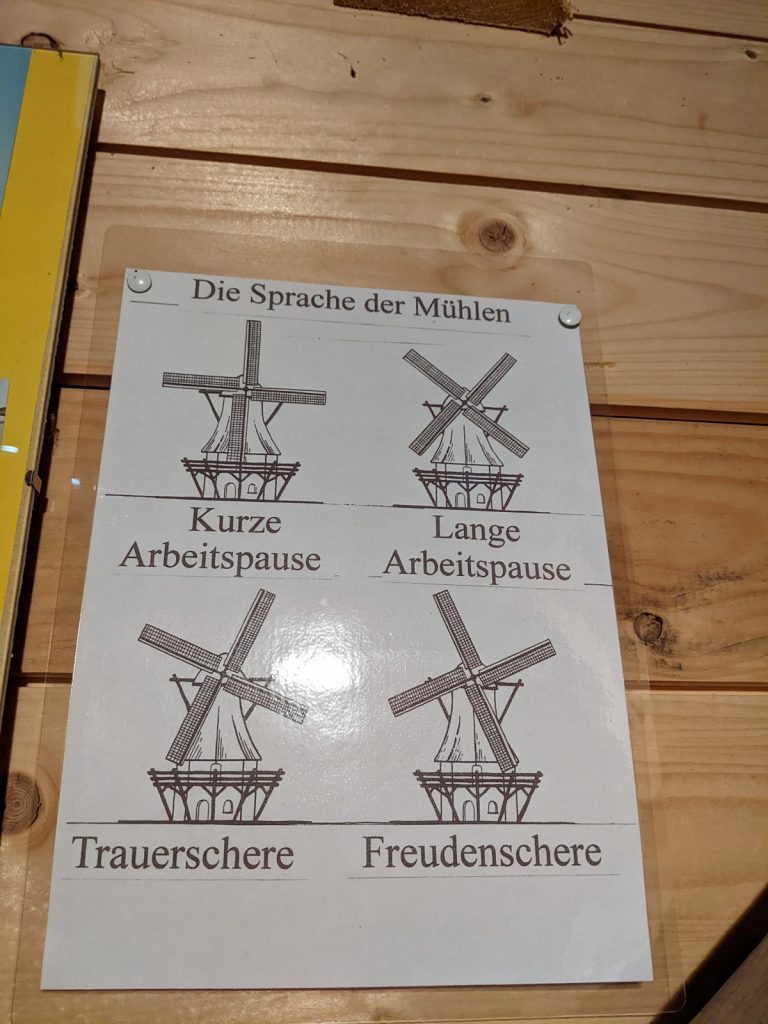 Die Sprache der Mühlen
Kurze
Arbeitspause
Lange
Arbeitspause
Trauerschere
Freudenschere